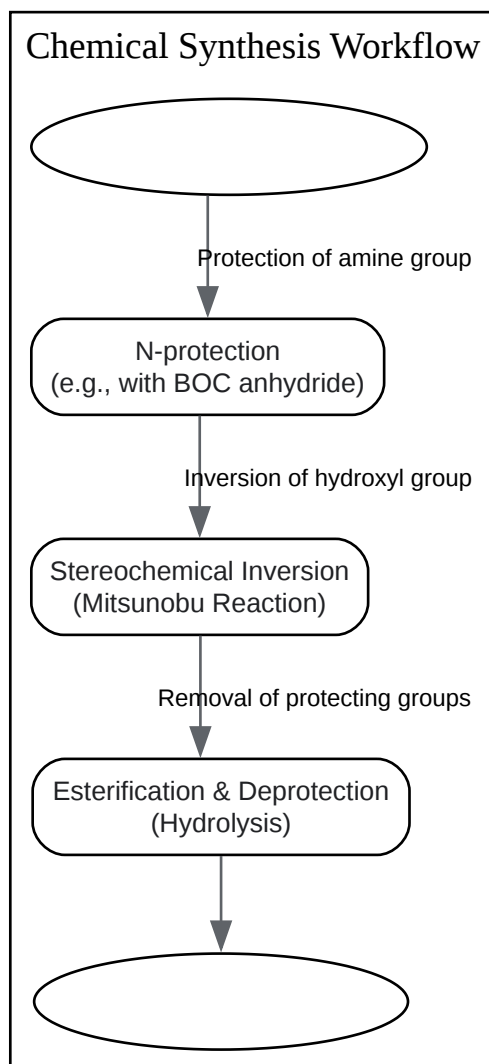 Chemical Synthesis Workflow
Protection of amine group
N-protection
(e.g., with BOC anhydride)
Inversion of hydroxyl group
Stereochemical Inversion
(Mitsunobu Reaction)
Removal of protecting groups
Esterification & Deprotection
(Hydrolysis)